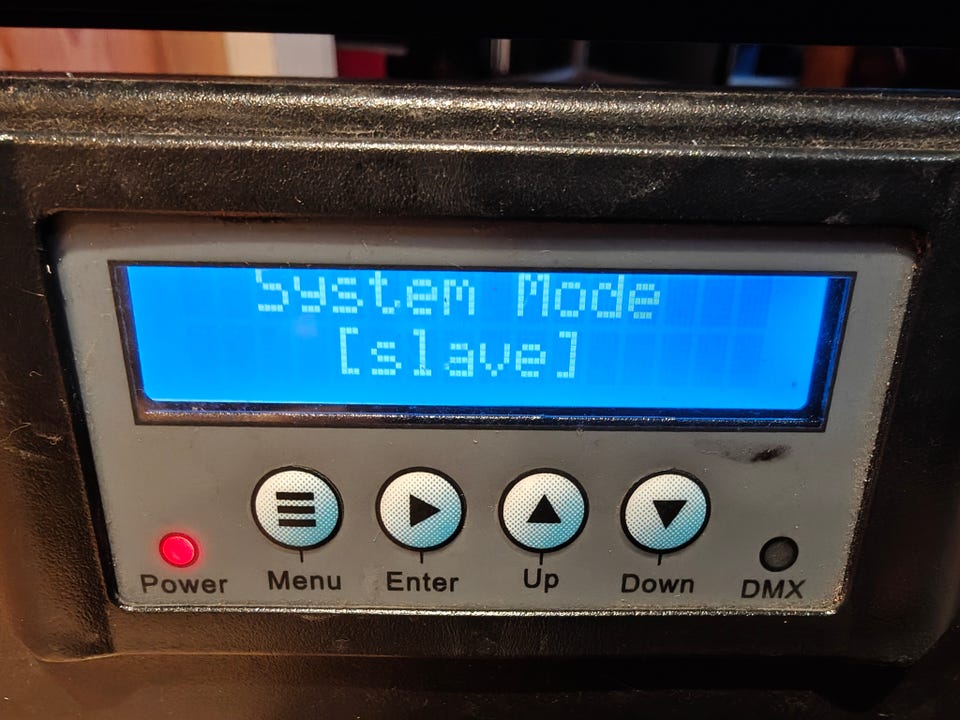 System Mode
[slave]
Power Menu Enter Up Down DMX